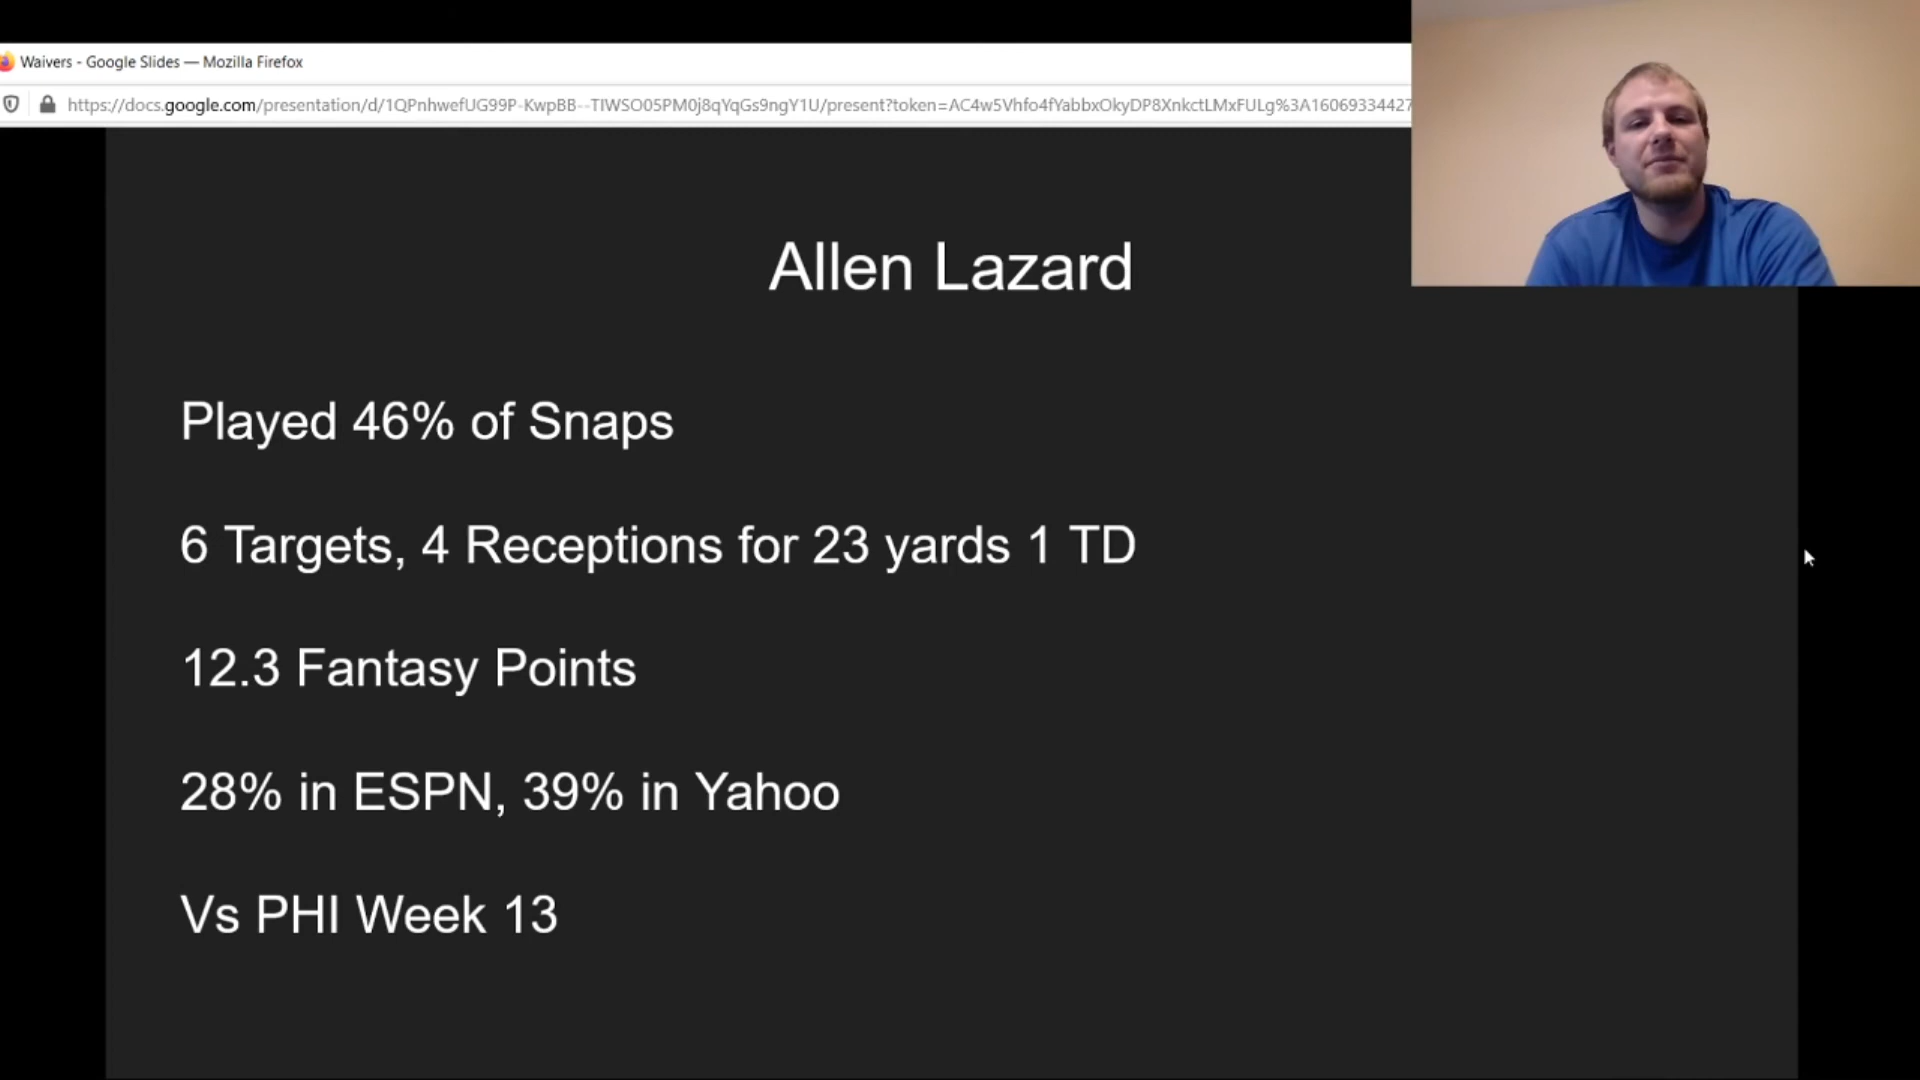 Waivers - Google Slides — Mozilla Firefox
https://docs.google.com/presentation/d/1QPnhwefUG99P-KwpBB--TIWSO05PM0j8qYqGs9ngY1U/present?token=AC4w5Vhfo4fYabbxOkyDP8XnkctLMxFULg%3A16069334427
Allen Lazard
Played 46% of Snaps
6 Targets, 4 Receptions for 23 yards 1 TD
12.3 Fantasy Points
28% in ESPN, 39% in Yahoo
Vs PHI Week 13